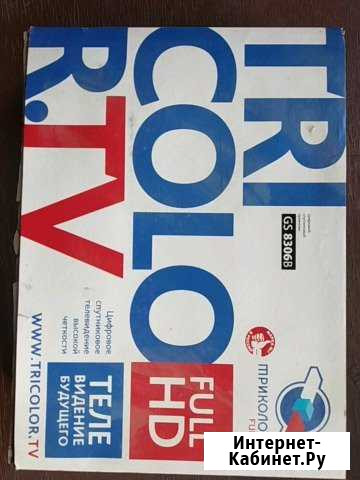 TRI
COLO
R.TV
GS 8306B
Цифровое
спутниковое
телевидение
высокой
четкости
FULL
HD
ТЕЛЕ
ВИДЕНИЕ
БУДУЩЕГО
WWW.TRICOLOR.TV
ТРИКОЛО
FU
Интернет-
Кабинет.Ру